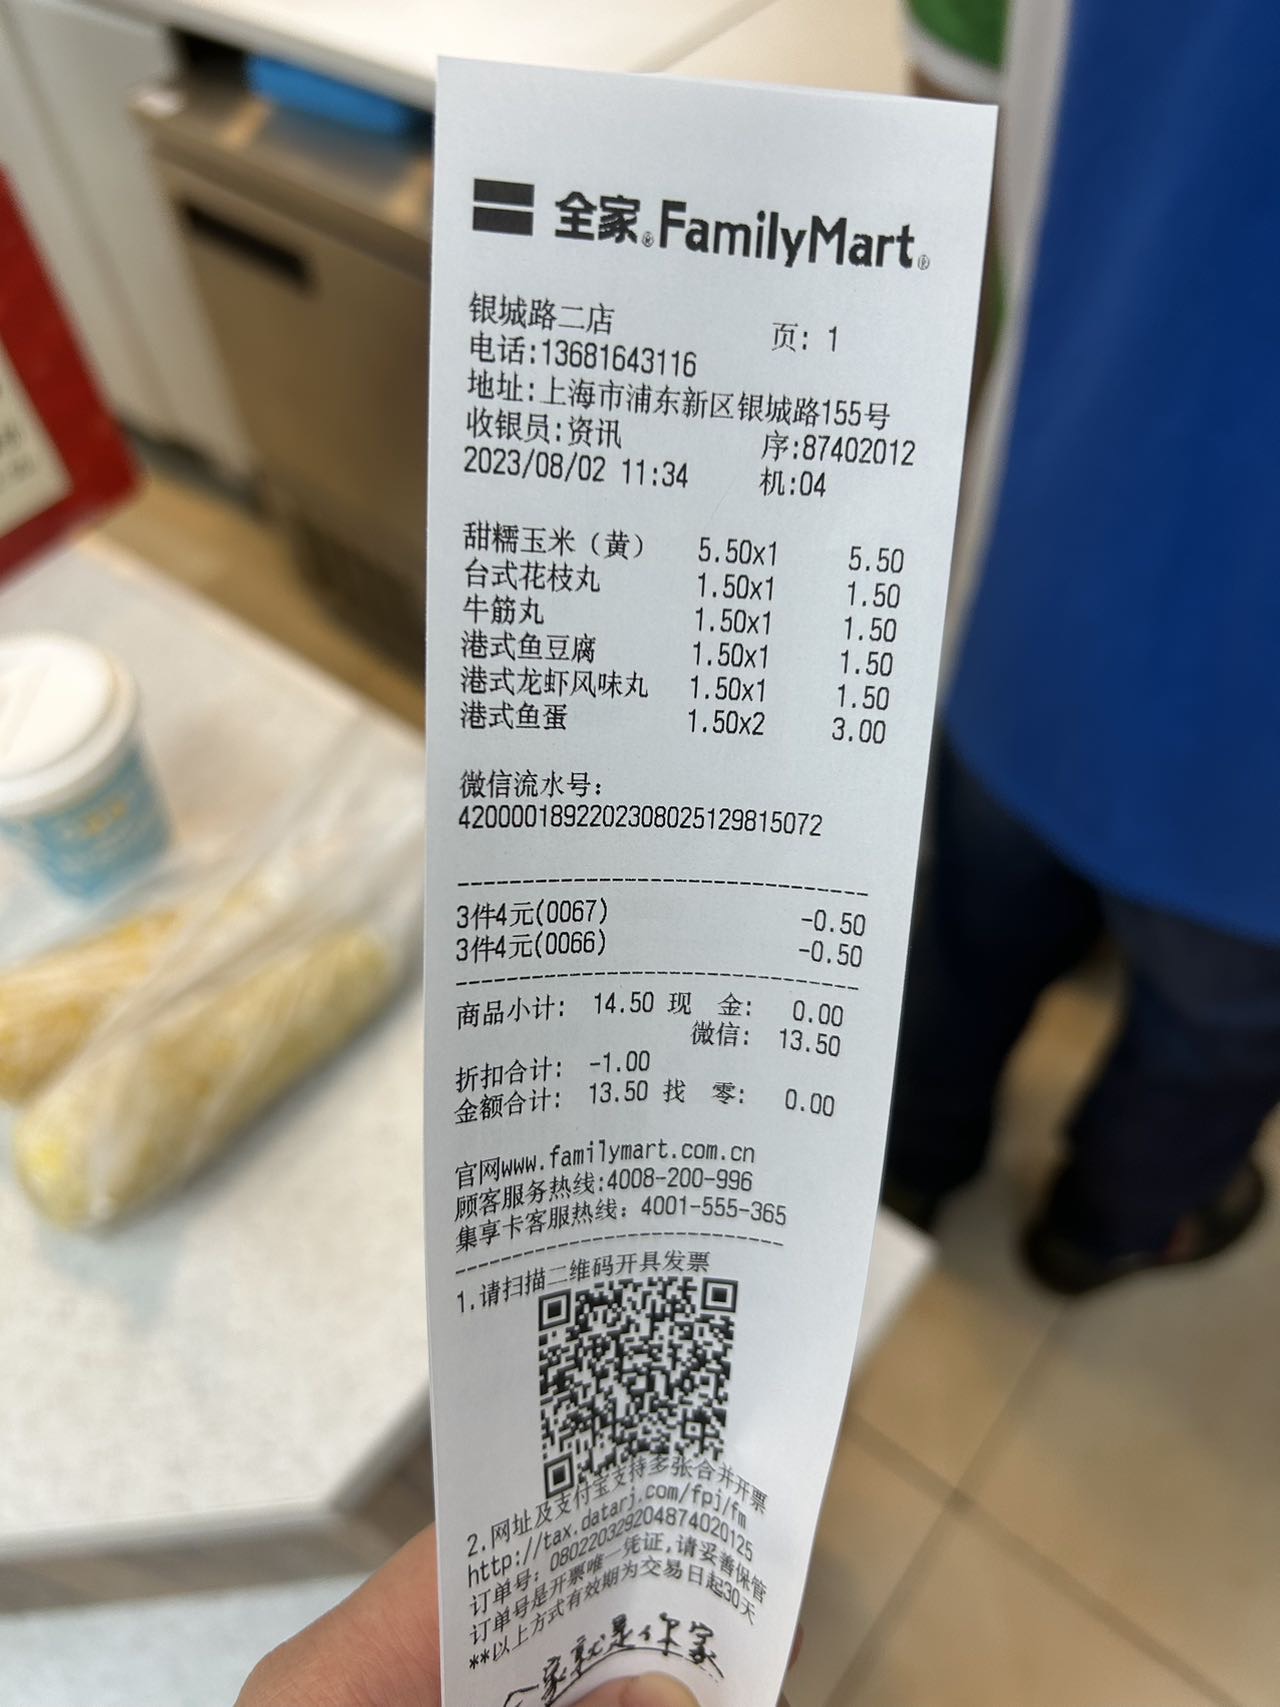 全家® FamilyMart®
银城路二店 页: 1
电话:13681643116
地址:上海市浦东新区银城路155号
收银员:资讯 序:87402012
2023/08/02 11:34 机:04
甜糯玉米（黄） 5.50x1 5.50
台式花枝丸 1.50x1 1.50
牛筋丸 1.50x1 1.50
港式鱼豆腐 1.50x1 1.50
港式龙虾风味丸 1.50x1 1.50
港式鱼蛋 1.50x2 3.00
微信流水号:
4200001892202308025129815072
3件4元(0067) -0.50
3件4元(0066) -0.50
商品小计: 14.50 现 金: 0.00
微信: 13.50
折扣合计: -1.00
金额合计: 13.50 找 零: 0.00
官网www.familymart.com.cn
顾客服务热线:4008-200-996
集享卡客服热线: 4001-555-365
1.请扫描二维码开具发票
2.网址及支付宝支持多张合并开票
http://tax.datarj.com/fpj/fm
订单号: 0802203292048740201​25
订单号是开票唯一凭证,请妥善保管
**以上方式有效期为交易日起30天
全家就是你家